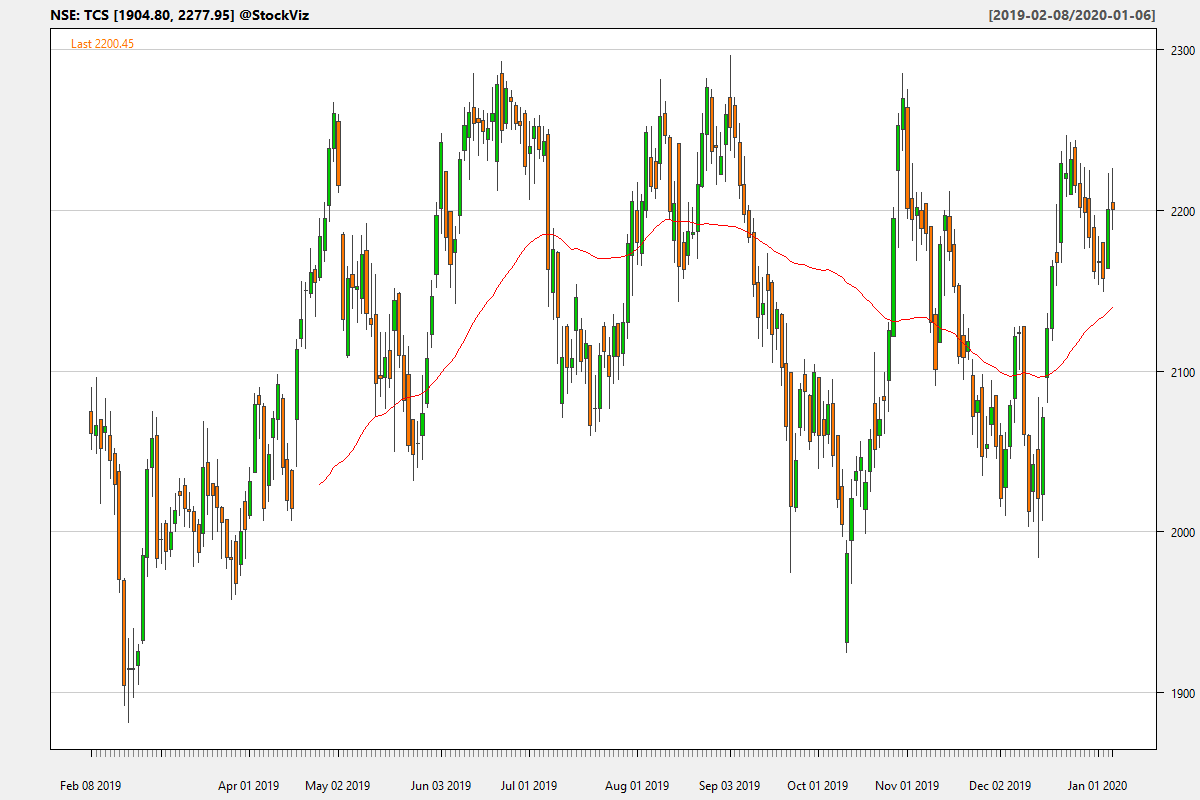 NSE: TCS [1904.80, 2277.95] @StockViz
[2019-02-08/2020-01-06]
Last 2200.45
2300
2200
2100
2000
1900
Feb 08 2019 Apr 01 2019 May 02 2019 Jun 03 2019 Jul 01 2019 Aug 01 2019 Sep 03 2019 Oct 01 2019 Nov 01 2019 Dec 02 2019 Jan 01 2020